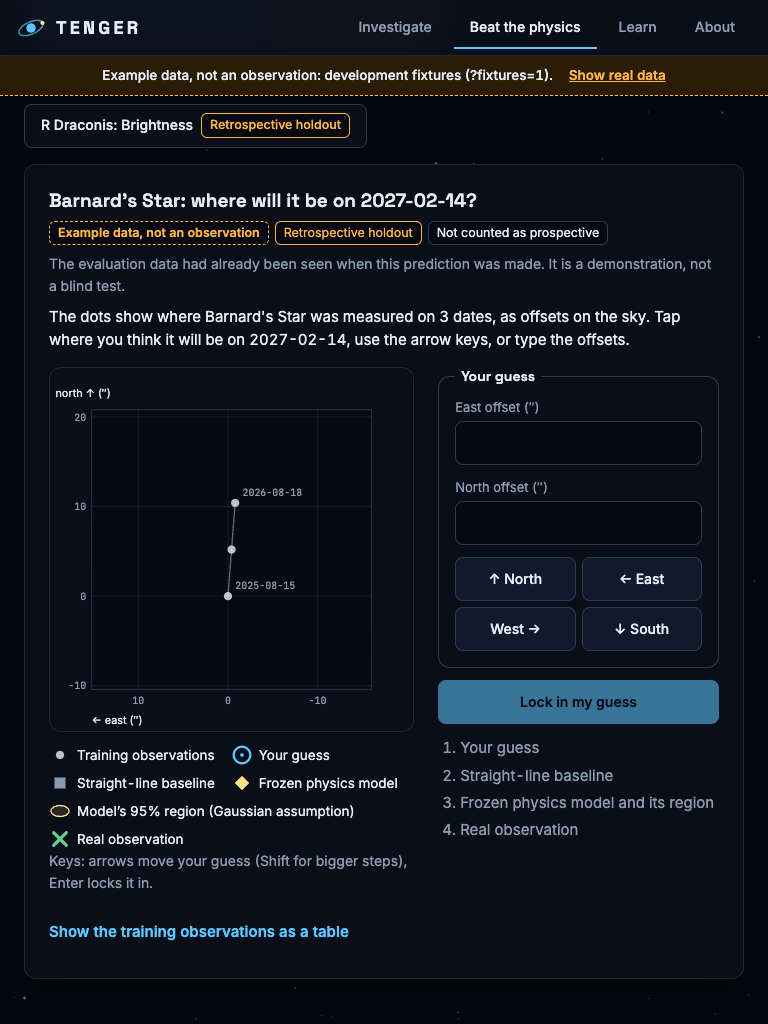 TENGER
Investigate
Beat the physics
Learn
About
Example data, not an observation: development fixtures (?fixtures=1). Show real data
R Draconis: Brightness Retrospective holdout
Barnard's Star: where will it be on 2027-02-14?
Example data, not an observation
Retrospective holdout
Not counted as prospective
The evaluation data had already been seen when this prediction was made. It is a demonstration, not
a blind test.
The dots show where Barnard's Star was measured on 3 dates, as offsets on the sky. Tap
where you think it will be on 2027-02-14, use the arrow keys, or type the offsets.
north ↑ (″)
20
10
0
-10
2026-08-18
2025-08-15
10
0
-10
← east (″)
Training observations
Your guess
Straight-line baseline
Frozen physics model
Model's 95% region (Gaussian assumption)
Real observation
Keys: arrows move your guess (Shift for bigger steps),
Enter locks it in.
Show the training observations as a table
Your guess
East offset (″)
North offset (″)
↑ North
← East
West →
↓ South
Lock in my guess
1. Your guess
2. Straight-line baseline
3. Frozen physics model and its region
4. Real observation